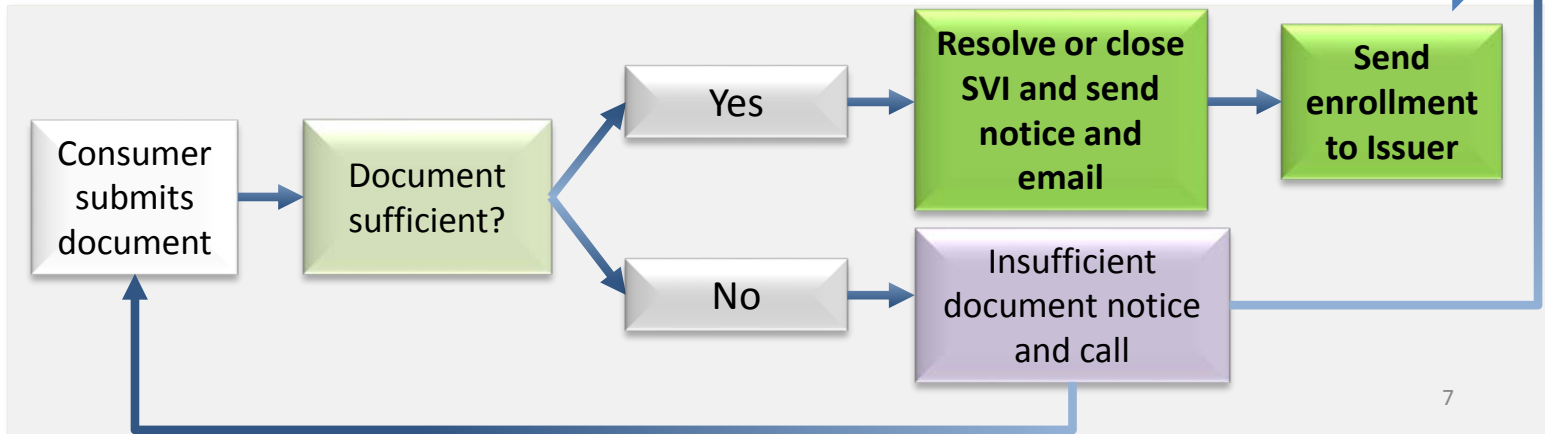 Consumer
submits
document
Document
sufficient?
Yes
Resolve or close
SVI and send
notice and
email
Send
enrollment
to Issuer
No
Insufficient
document notice
and call
7